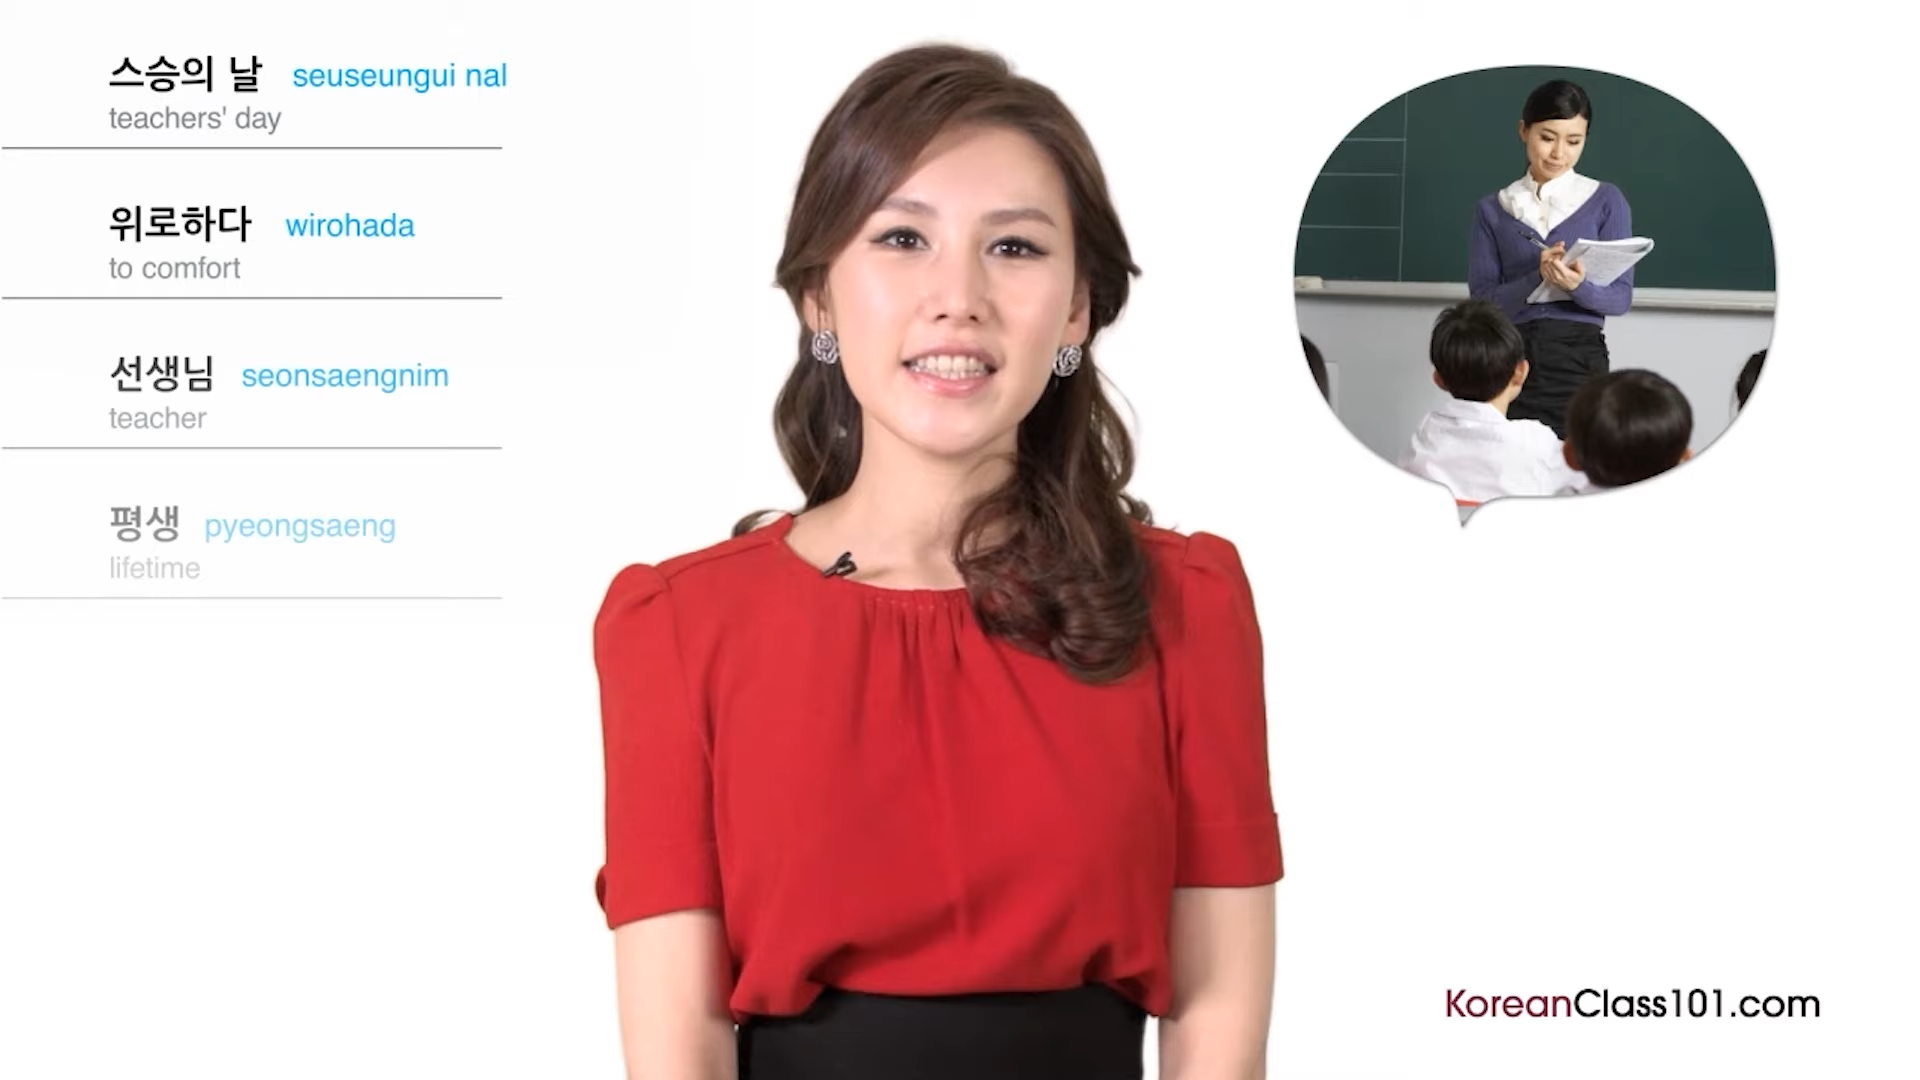 스승의 날 seuseungui nal
teachers' day
위로하다 wirohada
to comfort
선생님 seonsaengnim
teacher
평생 pyeongsaeng
lifetime
KoreanClass101.com